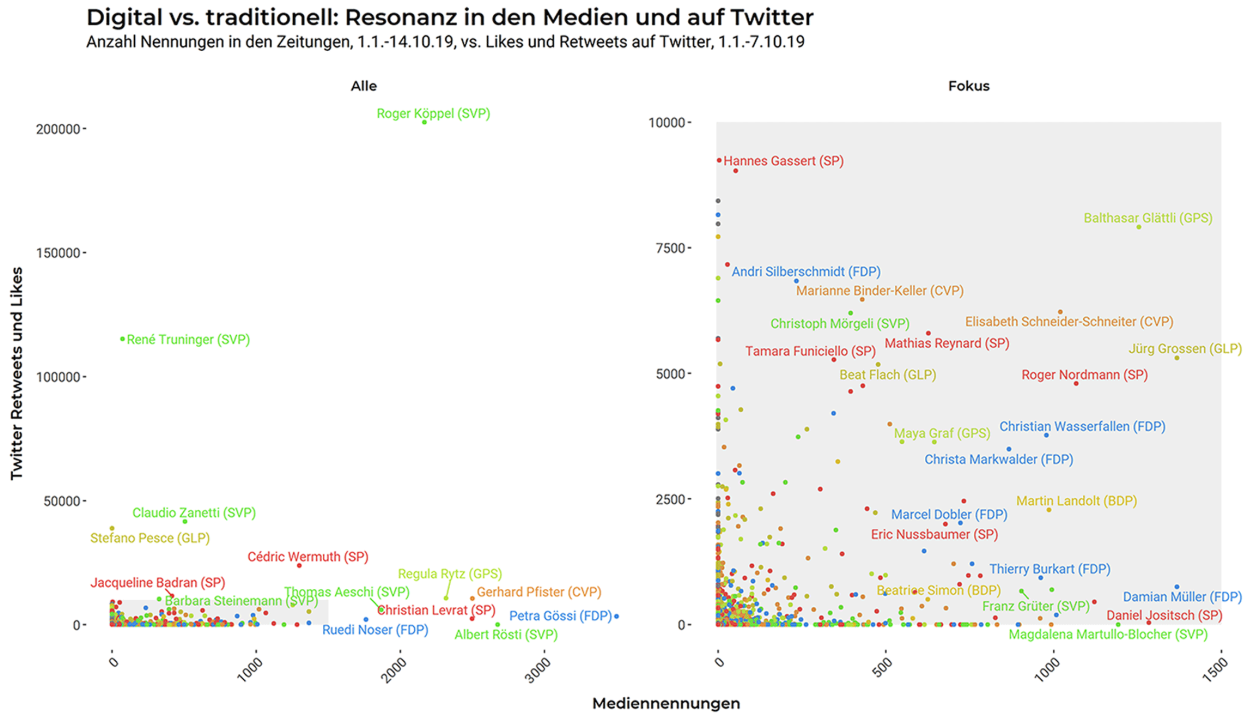 Digital vs. traditionell: Resonanz in den Medien und auf Twitter
Anzahl Nennungen in den Zeitungen, 1.1.-14.10.19, vs. Likes und Retweets auf Twitter, 1.1.-7.10.19
Alle
Twitter Retweets und Likes
200000
150000
100000
50000
0
Roger Köppel (SVP)
René Truninger (SVP)
Claudio Zanetti (SVP)
Stefano Pesce (GLP)
Cédric Wermuth (SP)
Jacqueline Badran (SP)
Regula Rytz (GPS)
Thomas Aeschi (SVP)
Gerhard Pfister (CVP)
Barbara Steinemann (SVP)
Christian Levrat (SP)
Petra Gössi (FDP)
Ruedi Noser (FDP)
Albert Rösti (SVP)
0
1000
2000
3000
Fokus
10000
7500
5000
2500
0
Hannes Gassert (SP)
Balthasar Glättli (GPS)
Andri Silberschmidt (FDP)
Marianne Binder-Keller (CVP)
Christoph Mörgeli (SVP)
Elisabeth Schneider-Schneiter (CVP)
Mathias Reynard (SP)
Tamara Funiciello (SP)
Jürg Grossen (GLP)
Beat Flach (GLP)
Roger Nordmann (SP)
Christian Wasserfallen (FDP)
Maya Graf (GPS)
Christa Markwalder (FDP)
Martin Landolt (BDP)
Marcel Dobler (FDP)
Eric Nussbaumer (SP)
Thierry Burkart (FDP)
Beatrice Simon (BDP)
Damian Müller (FDP)
Franz Grüter (SVP)
Daniel Jositsch (SP)
Magdalena Martullo-Blocher (SVP)
0
500
1000
1500
Mediennennungen